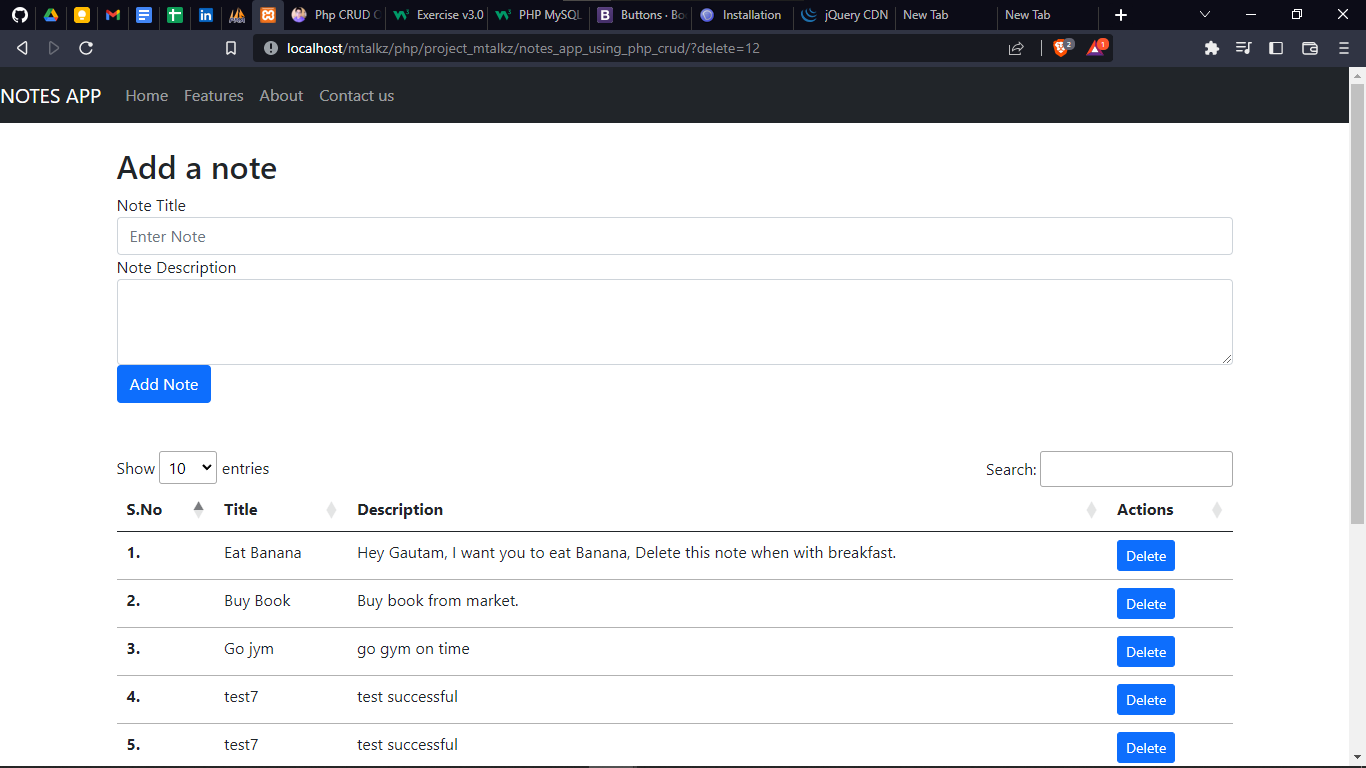 Php CRUD C
Exercise v3.0
PHP MySQL
Buttons · Boo
Installation
jQuery CDN
New Tab
New Tab
localhost/mtalkz/php/project_mtalkz/notes_app_using_php_crud/?delete=12
2
1
NOTES APP Home Features About Contact us
Add a note
Note Title
Enter Note
Note Description
Add Note
Show 10 entries Search:
S.No Title Description Actions
1. Eat Banana Hey Gautam, I want you to eat Banana, Delete this note when with breakfast. Delete
2. Buy Book Buy book from market. Delete
3. Go jym go gym on time Delete
4. test7 test successful Delete
5. test7 test successful Delete